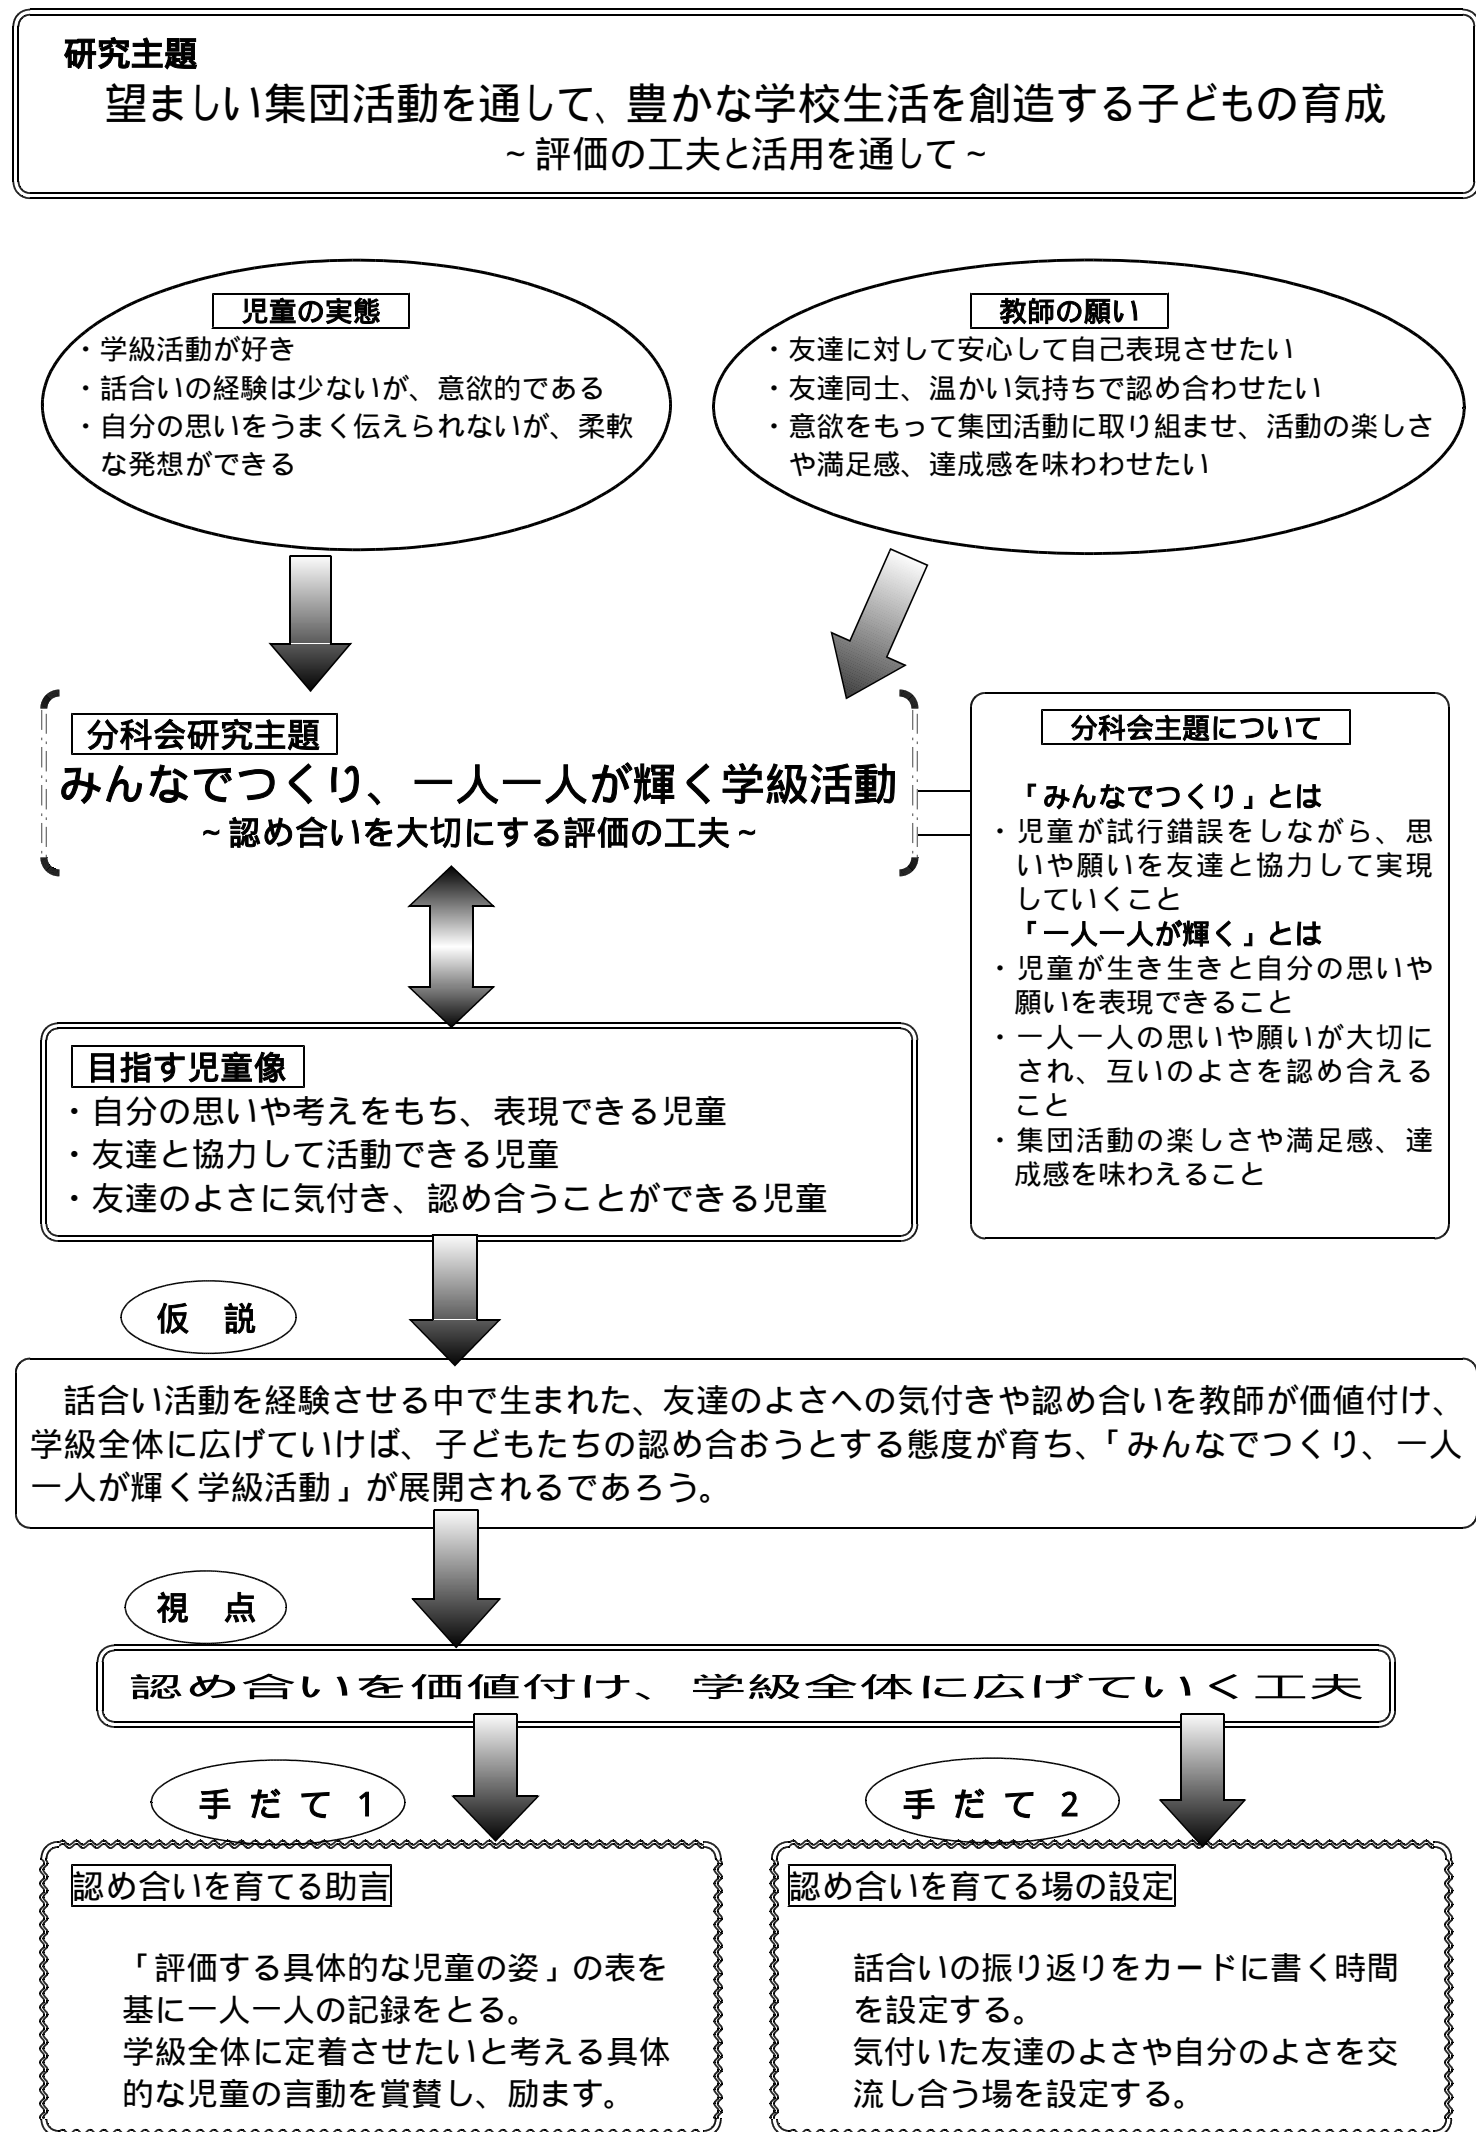 研究主題
望ましい集団活動を通して、豊かな学校生活を創造する子どもの育成
~評価の工夫と活用を通して~
児童の実態
・学級活動が好き
・話合いの経験は少ないが、意欲的である
・自分の思いをうまく伝えられないが、柔軟
な発想ができる
教師の願い
・友達に対して安心して自己表現させたい
・友達同士、温かい気持ちで認め合わせたい
・意欲をもって集団活動に取り組ませ、活動の楽しさ
や満足感、達成感を味わわせたい
分科会研究主題
みんなでつくり、一人一人が輝く学級活動
~認め合いを大切にする評価の工夫~
分科会主題について
「みんなでつくり」とは
・児童が試行錯誤をしながら、思
いや願いを友達と協力して実現
していくこと
「一人一人が輝く」とは
・児童が生き生きと自分の思いや
願いを表現できること
・一人一人の思いや願いが大切に
され、互いのよさを認め合える
こと
・集団活動の楽しさや満足感、達
成感を味わえること
目指す児童像
・自分の思いや考えをもち、表現できる児童
・友達と協力して活動できる児童
・友達のよさに気付き、認め合うことができる児童
仮 説
話合い活動を経験させる中で生まれた、友達のよさへの気付きや認め合いを教師が価値付け、
学級全体に広げていけば、子どもたちの認め合おうとする態度が育ち、「みんなでつくり、一人
一人が輝く学級活動」が展開されるであろう。
視 点
認め合いを価値付け、学級全体に広げていく工夫
手だて1
認め合いを育てる助言
「評価する具体的な児童の姿」の表を
基に一人一人の記録をとる。
学級全体に定着させたいと考える具体
的な児童の言動を賞賛し、励ます。
手だて2
認め合いを育てる場の設定
話合いの振り返りをカードに書く時間
を設定する。
気付いた友達のよさや自分のよさを交
流し合う場を設定する。